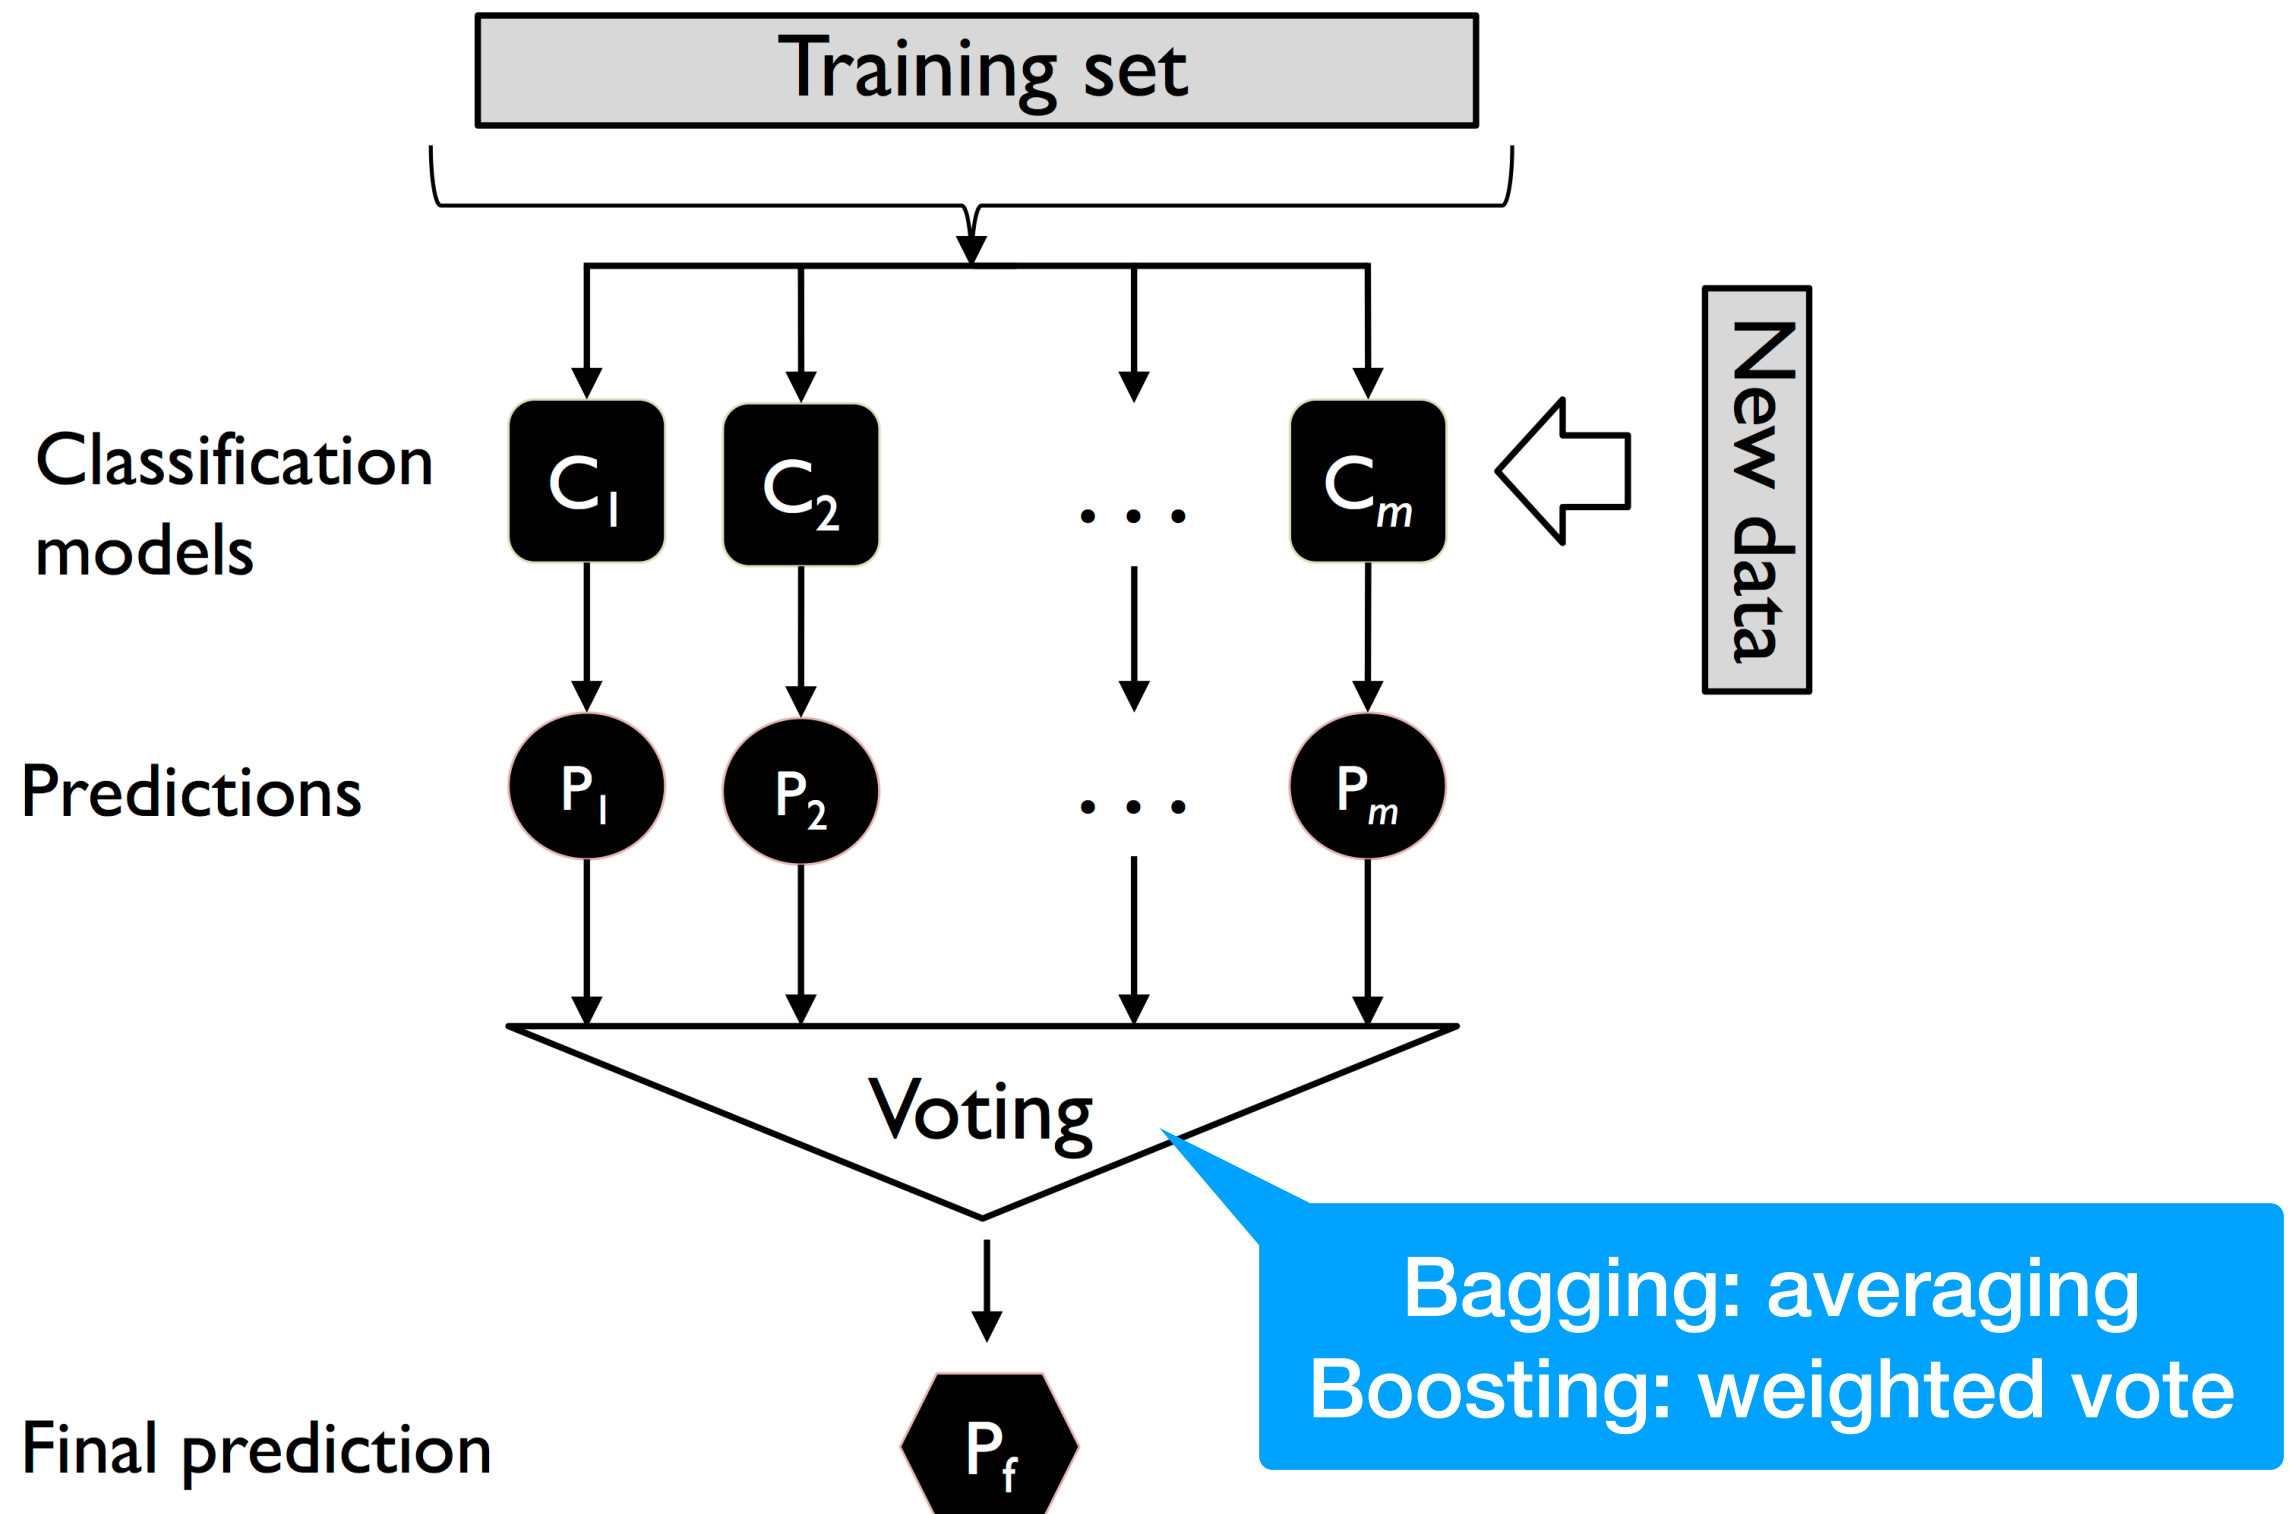 Training set
New data
Classification
models
C1
C2
. . .
Cm
Predictions
P1
P2
. . .
Pm
Voting
Bagging: averaging
Boosting: weighted vote
Final prediction
Pf